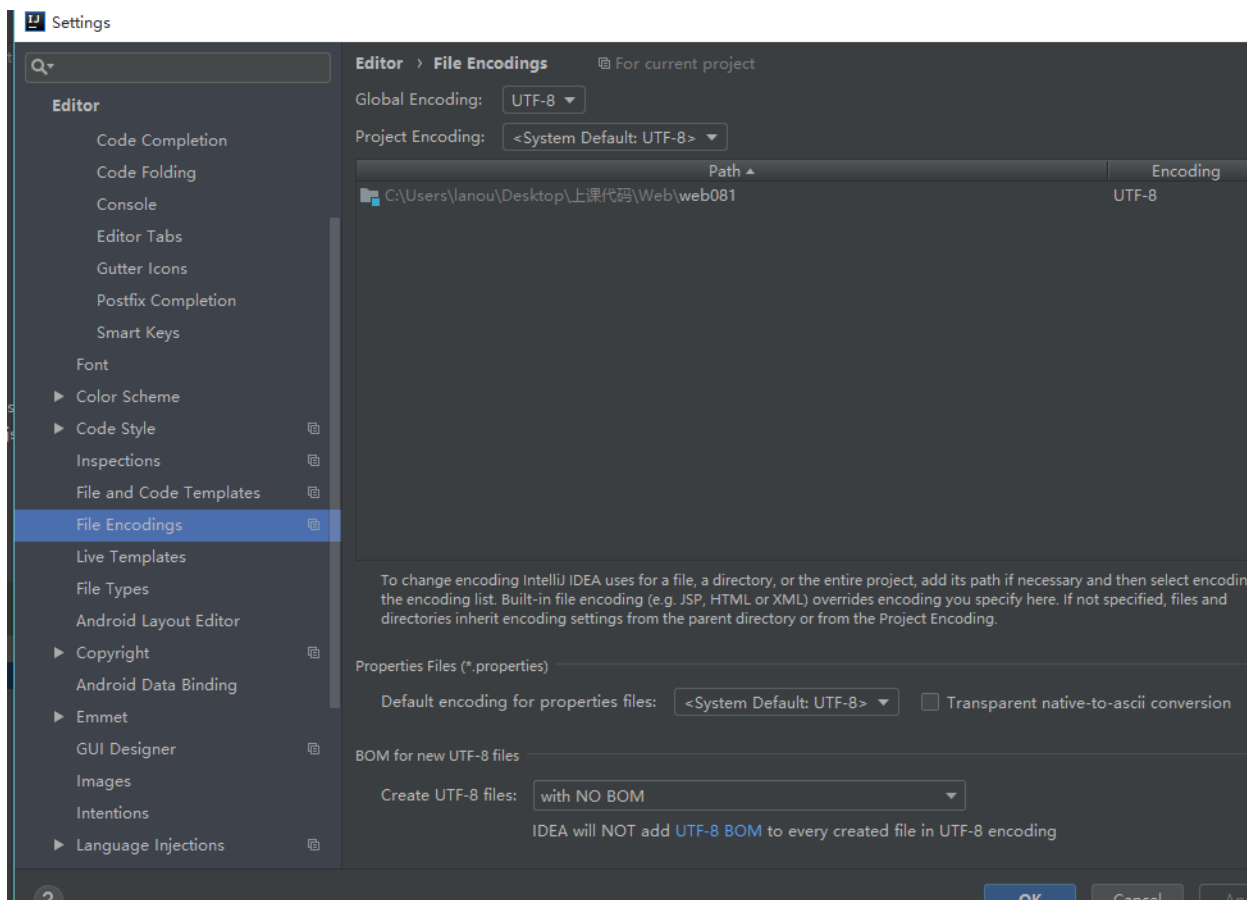 Settings
Editor
Code Completion
Code Folding
Console
Editor Tabs
Gutter Icons
Postfix Completion
Smart Keys
Font
Color Scheme
Code Style
Inspections
File and Code Templates
File Encodings
Live Templates
File Types
Android Layout Editor
Copyright
Android Data Binding
Emmet
GUI Designer
Images
Intentions
Language Injections
?
Editor › File Encodings For current project
Global Encoding: UTF-8
Project Encoding: <System Default: UTF-8>
Path Encoding
C:\Users\lanou\Desktop\上课代码\Web\web081 UTF-8
To change encoding IntelliJ IDEA uses for a file, a directory, or the entire project, add its path if necessary and then select encodin
the encoding list. Built-in file encoding (e.g. JSP, HTML or XML) overrides encoding you specify here. If not specified, files and
directories inherit encoding settings from the parent directory or from the Project Encoding.
Properties Files (*.properties)
Default encoding for properties files: <System Default: UTF-8> Transparent native-to-ascii conversion
BOM for new UTF-8 files
Create UTF-8 files: with NO BOM
IDEA will NOT add UTF-8 BOM to every created file in UTF-8 encoding
OK Cancel